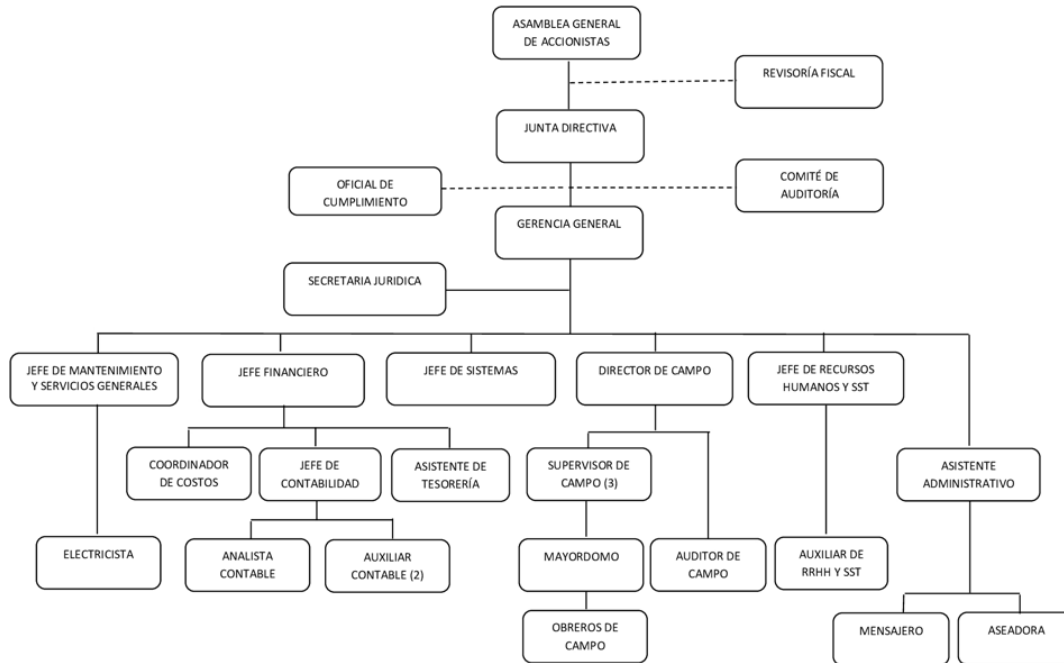 ASAMBLEA GENERAL
DE ACCIONISTAS
REVISORÍA FISCAL
JUNTA DIRECTIVA
OFICIAL DE
CUMPLIMIENTO
COMITÉ DE
AUDITORÍA
GERENCIA GENERAL
SECRETARIA JURIDICA
JEFE DE MANTENIMIENTO
Y SERVICIOS GENERALES
JEFE FINANCIERO
JEFE DE SISTEMAS
DIRECTOR DE CAMPO
JEFE DE RECURSOS
HUMANOS Y SST
COORDINADOR
DE COSTOS
JEFE DE
CONTABILIDAD
ASISTENTE DE
TESORERÍA
SUPERVISOR DE
CAMPO (3)
ASISTENTE
ADMINISTRATIVO
ELECTRICISTA
ANALISTA
CONTABLE
AUXILIAR
CONTABLE (2)
MAYORDOMO
AUDITOR DE
CAMPO
AUXILIAR DE
RRHH Y SST
OBREROS DE
CAMPO
MENSAJERO
ASEADORA